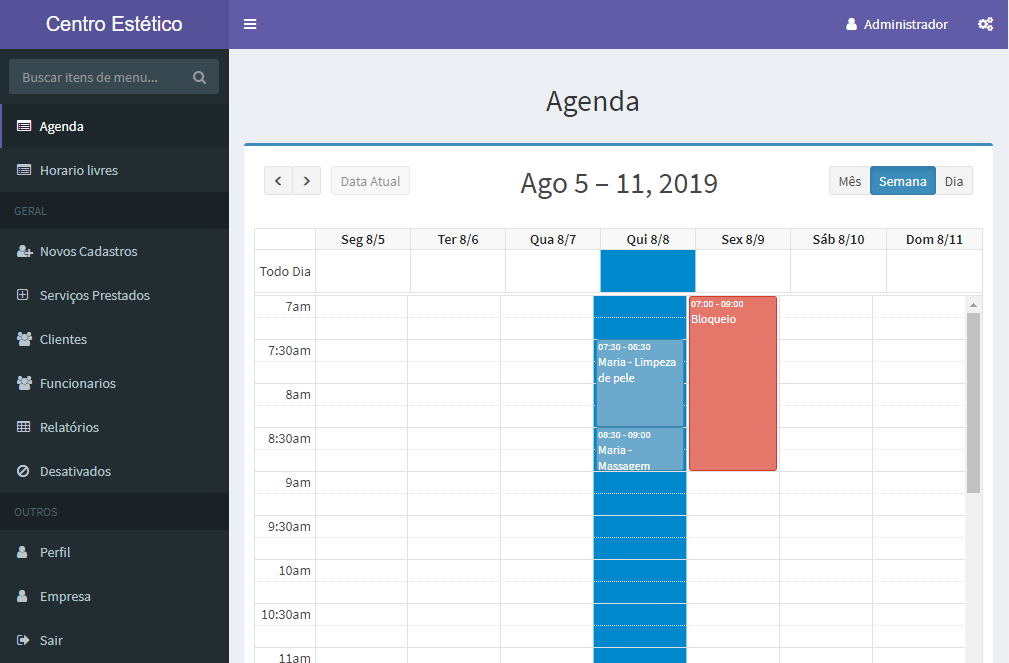 Centro Estético
Administrador
Buscar itens de menu...
Agenda
Horario livres
GERAL
Novos Cadastros
Serviços Prestados
Clientes
Funcionarios
Relatórios
Desativados
OUTROS
Perfil
Empresa
Sair
Agenda
Data Atual
Ago 5 – 11, 2019
Mês Semana Dia
Seg 8/5 Ter 8/6 Qua 8/7 Qui 8/8 Sex 8/9 Sáb 8/10 Dom 8/11
Todo Dia
7am
7:30am
8am
8:30am
9am
9:30am
10am
10:30am
11am
07:30 - 08:30
Maria - Limpeza
de pele
08:30 - 09:00
Maria -
Massagem
07:00 - 09:00
Bloqueio